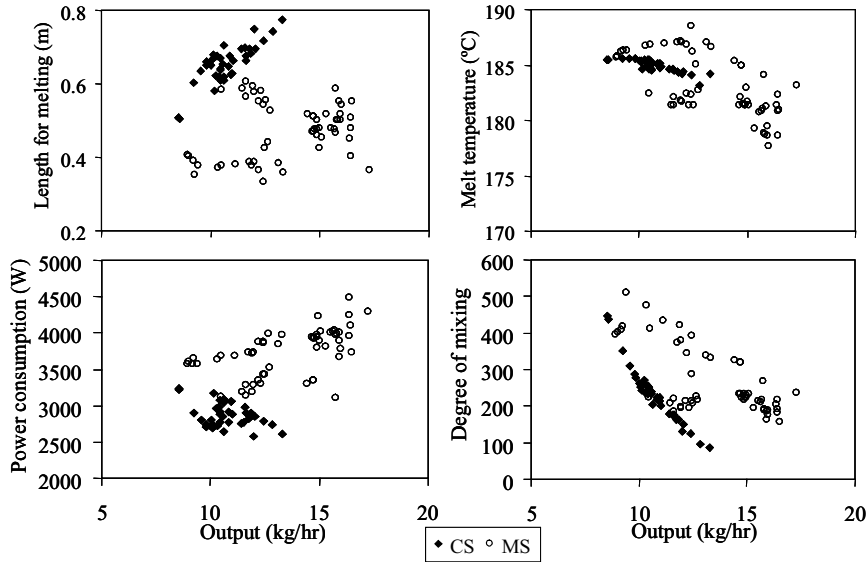 Length for melting (m)
0.8
0.6
0.4
0.2
Melt temperature (ºC)
190
185
180
175
170
Power consumption (W)
5000
4500
4000
3500
3000
2500
2000
5 10 15 20
Output (kg/hr)
Degree of mixing
600
500
400
300
200
100
0
5 10 15 20
Output (kg/hr)
CS MS